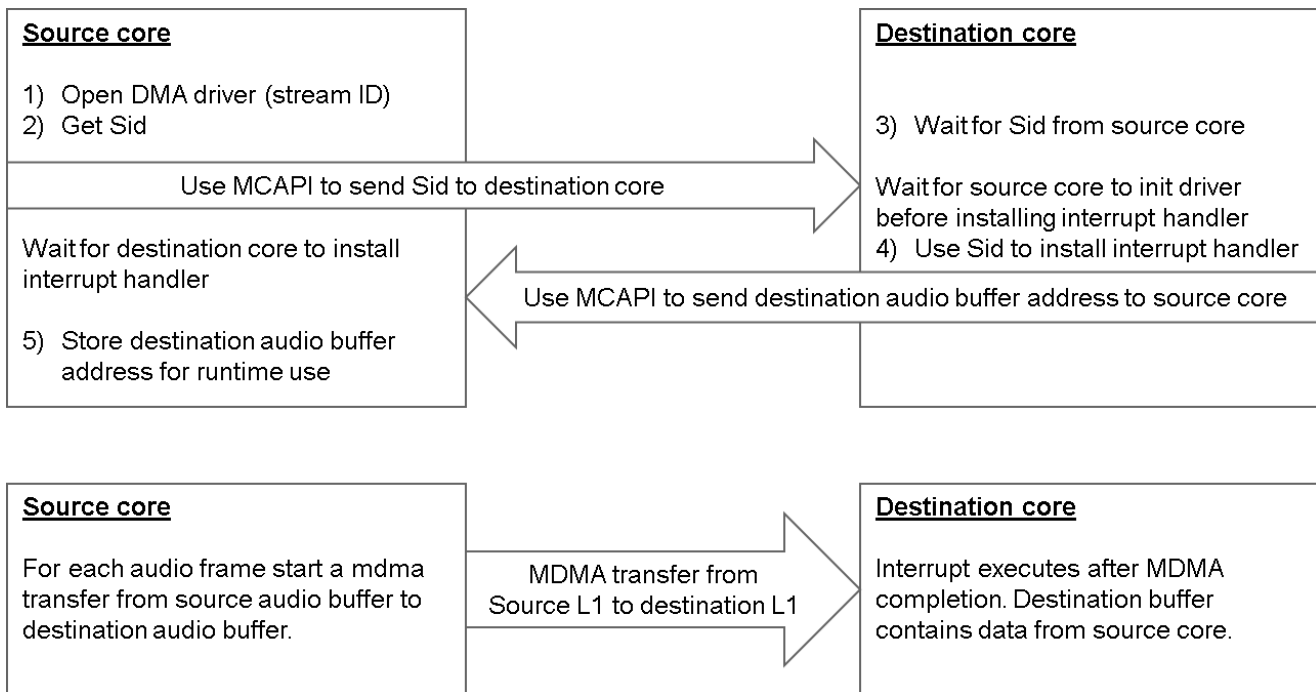 Source core
1) Open DMA driver (stream ID)
2) Get Sid
Destination core
3) Wait for Sid from source core
Use MCAPI to send Sid to destination core
Wait for source core to init driver
before installing interrupt handler
4) Use Sid to install interrupt handler
Wait for destination core to install
interrupt handler
Use MCAPI to send destination audio buffer address to source core
5) Store destination audio buffer
address for runtime use
Source core
For each audio frame start a mdma
transfer from source audio buffer to
destination audio buffer.
MDMA transfer from
Source L1 to destination L1
Destination core
Interrupt executes after MDMA
completion. Destination buffer
contains data from source core.